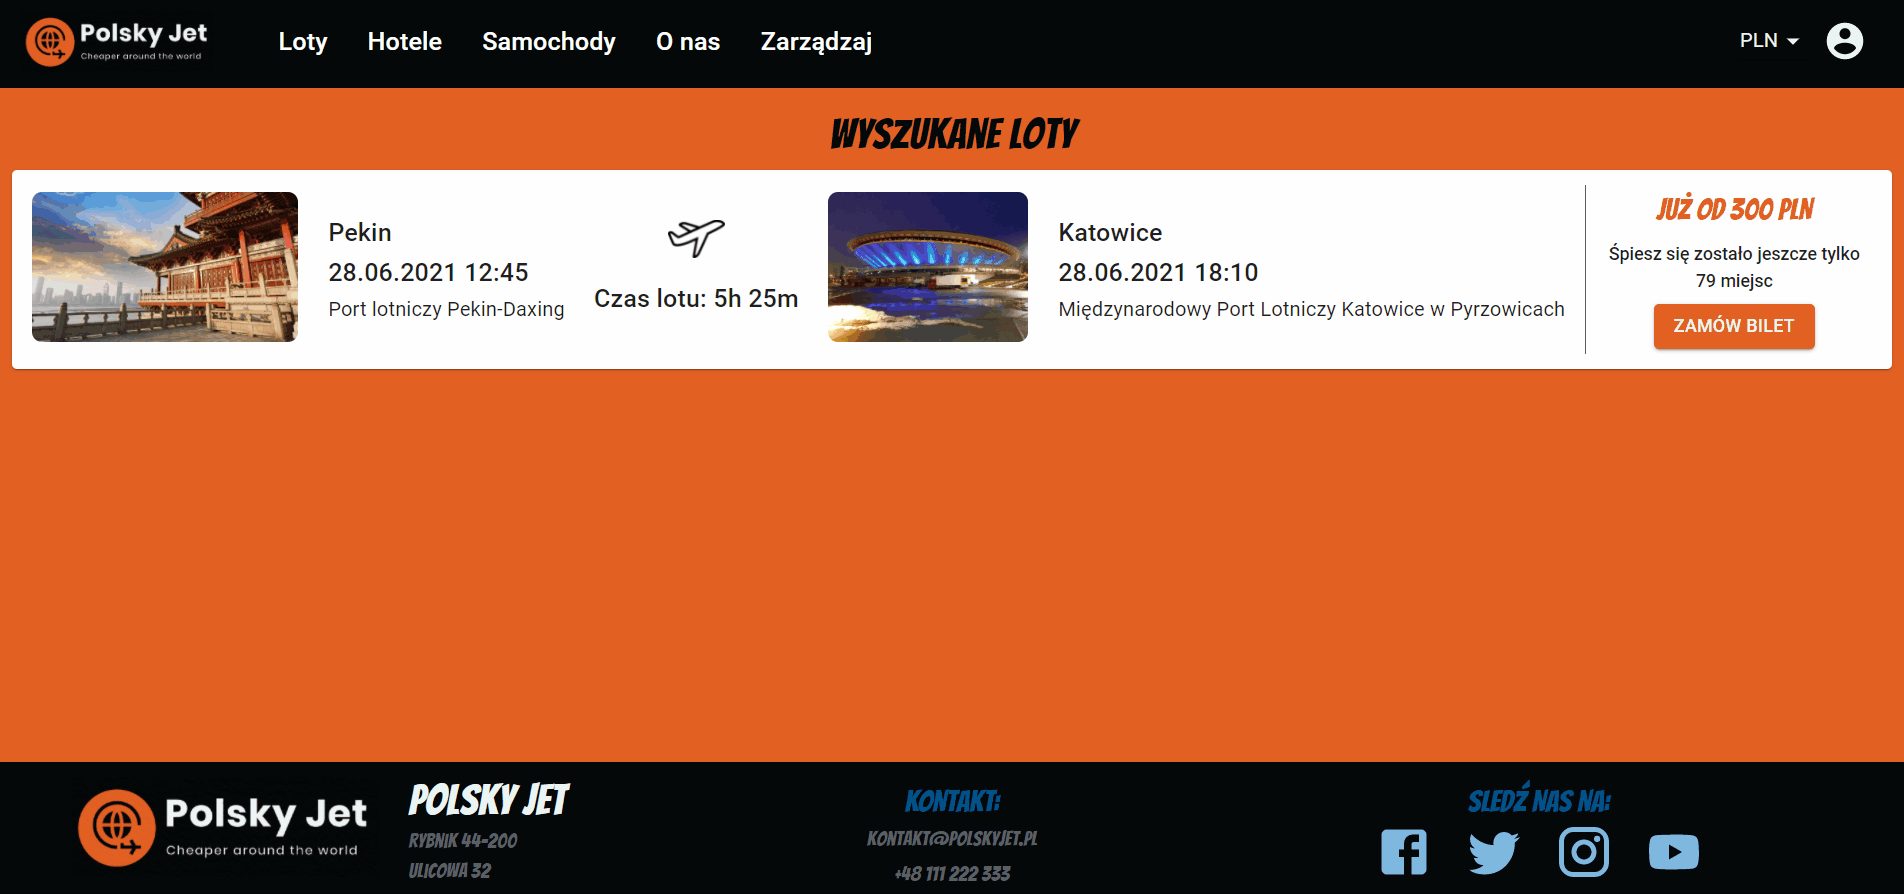 Polsky Jet
Cheaper around the world
Loty Hotele Samochody O nas Zarządzaj
PLN
WYSZUKANE LOTY
Pekin
28.06.2021 12:45
Port lotniczy Pekin-Daxing
Czas lotu: 5h 25m
Katowice
28.06.2021 18:10
Międzynarodowy Port Lotniczy Katowice w Pyrzowicach
JUŻ OD 300 PLN
Śpiesz się zostało jeszcze tylko
79 miejsc
ZAMÓW BILET
Polsky Jet
Cheaper around the world
POLSKY JET
RYBNIK 44-200
ULICOWA 32
KONTAKT:
KONTAKT@POLSKYJET.PL
+48 111 222 333
SLEDŹ NAS NA: